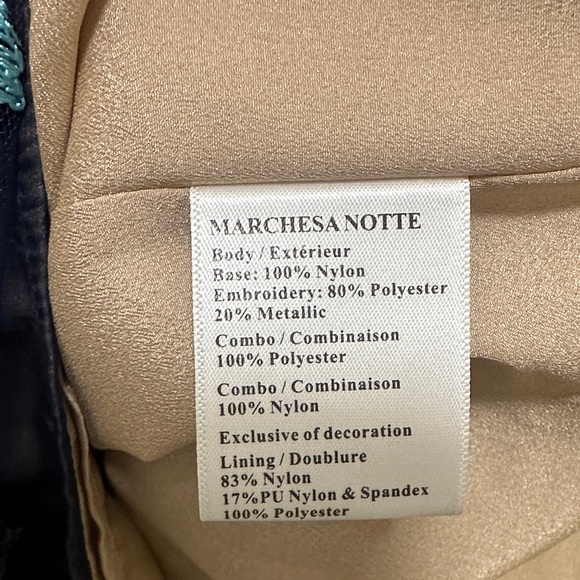 MARCHESA NOTTE
Body / Extérieur
Base: 100% Nylon
Embroidery: 80% Polyester
20% Metallic
Combo / Combinaison
100% Polyester
Combo / Combinaison
100% Nylon
Exclusive of decoration
Lining / Doublure
83% Nylon
17%PU Nylon & Spandex
100% Polyester